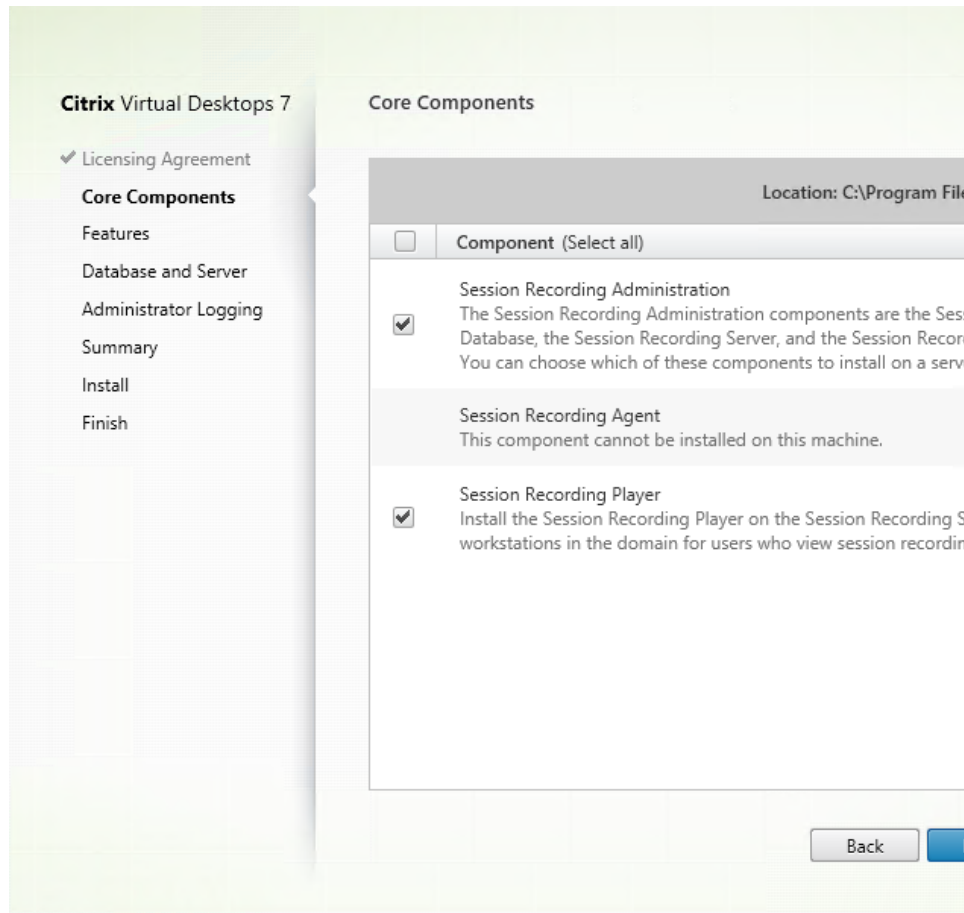 Citrix Virtual Desktops 7
Core Components
Licensing Agreement
Core Components
Features
Database and Server
Administrator Logging
Summary
Install
Finish
Location: C:\Program
Component (Select all)
Session Recording Administration
The Session Recording Administration components are the
Database, the Session Recording Server, and the Session
You can choose which of these components to install on a
Session Recording Agent
This component cannot be installed on this machine.
Session Recording Player
Install the Session Recording Player on the Session Recording
workstations in the domain for users who view session
Back